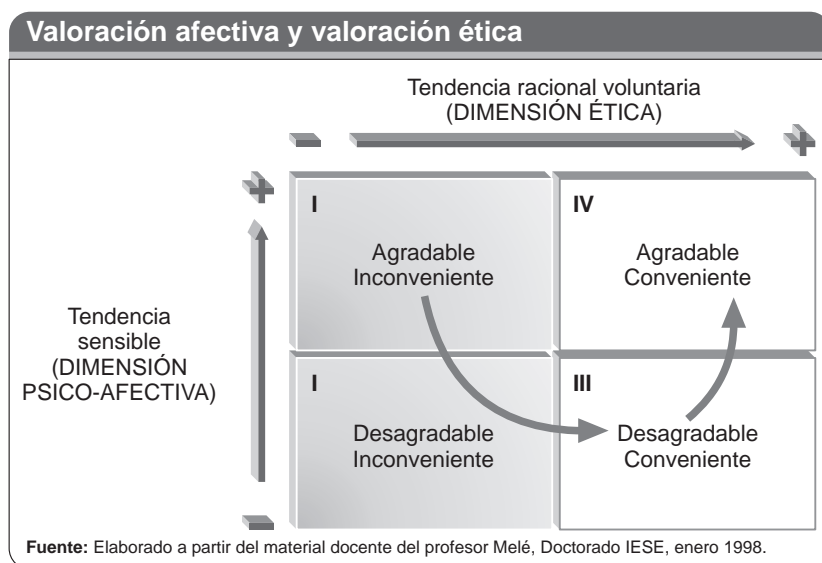 Valoración afectiva y valoración ética
Tendencia racional voluntaria
(DIMENSIÓN ÉTICA)
I
Agradable
Inconveniente
IV
Agradable
Conveniente
Tendencia
sensible
(DIMENSIÓN
PSICO-AFECTIVA)
I
Desagradable
Inconveniente
III
Desagradable
Conveniente
Fuente: Elaborado a partir del material docente del profesor Melé, Doctorado IESE, enero 1998.